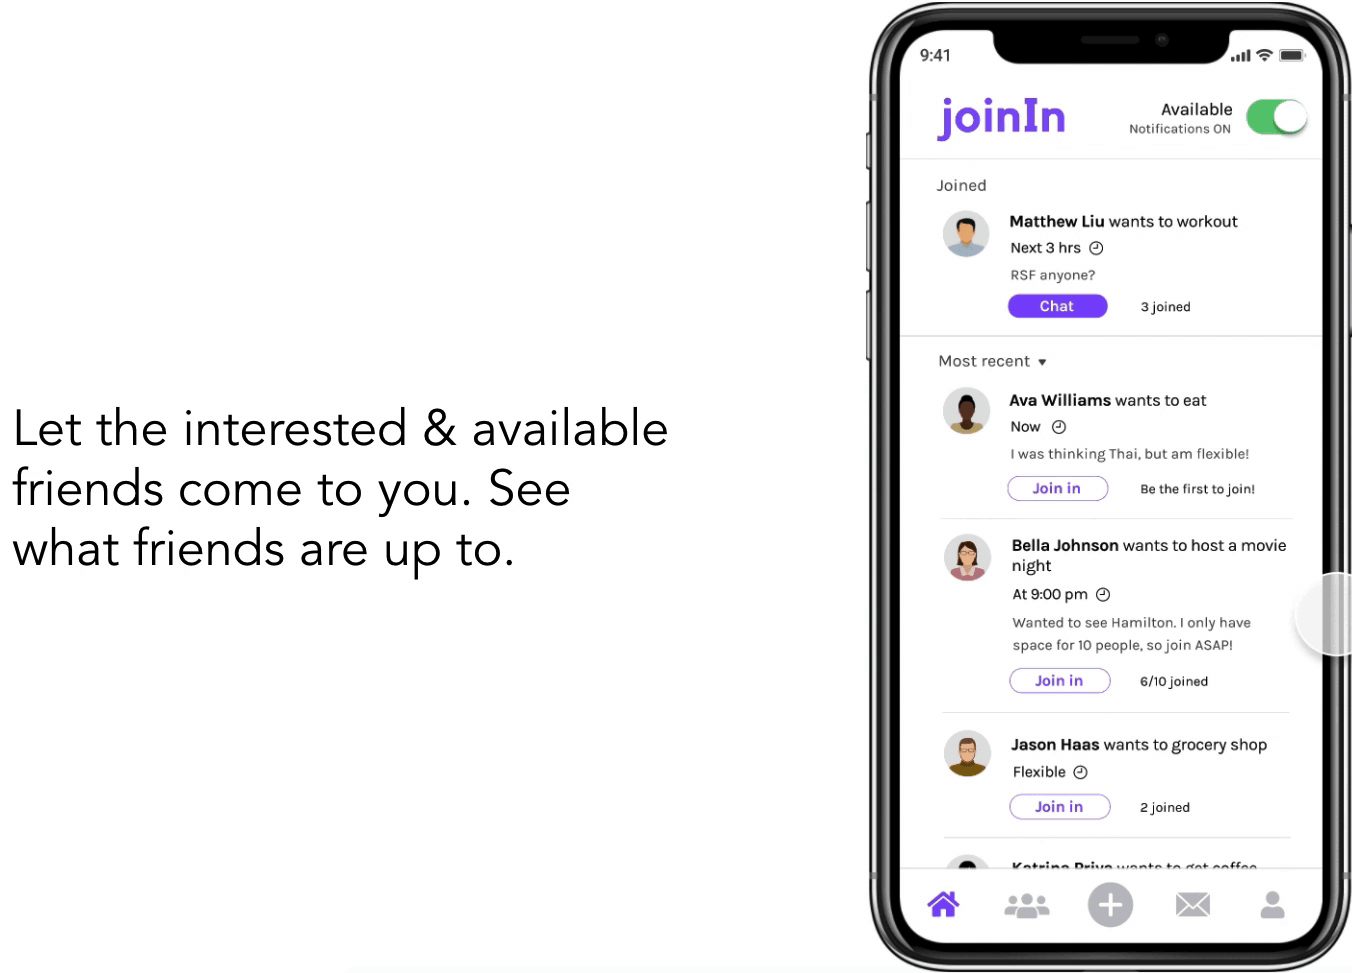 Let the interested & available
friends come to you. See
what friends are up to.
9:41
joinIn
Available
Notifications ON
Joined
Matthew Liu wants to workout
Next 3 hrs
RSF anyone?
Chat
3 joined
Most recent
Ava Williams wants to eat
Now
I was thinking Thai, but am flexible!
Join in
Be the first to join!
Bella Johnson wants to host a movie
night
At 9:00 pm
Wanted to see Hamilton. I only have
space for 10 people, so join ASAP!
Join in
6/10 joined
Jason Haas wants to grocery shop
Flexible
Join in
2 joined
Katrina Priya wants to get coffee